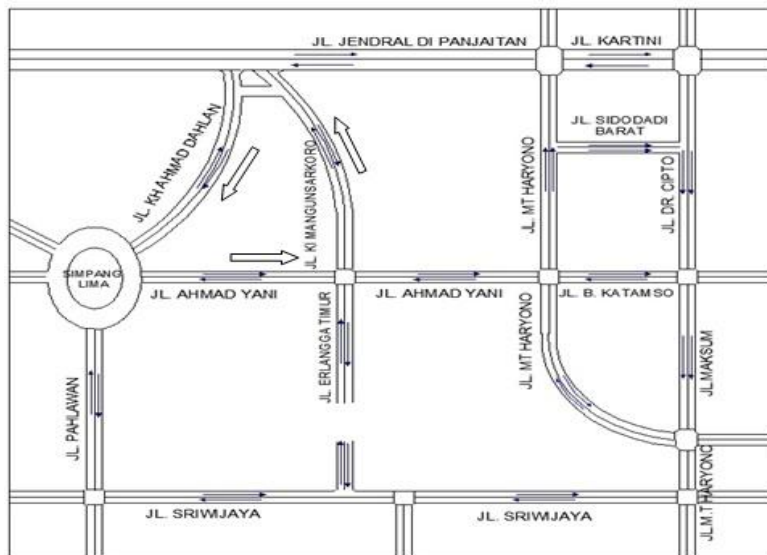 JL. JENDRAL DI PANJAITAN
JL. KARTINI
JL. SIDODADI
BARAT
JL. KH AHMAD DAHLAN
JL. KI MANGUNSARKORO
JL. MT HARYONO
JL. DR. CIPTO
SIMPANG
LIMA
JL. AHMAD YANI
JL. AHMAD YANI
JL. B. KATAMSO
JL. ERLANGGA TIMUR
JL. MT HARYONO
JL.MAKSUM
JL. PAHLAWAN
JL. SRIWIJAYA
JL. SRIWIJAYA
JL.M.T HARYONO